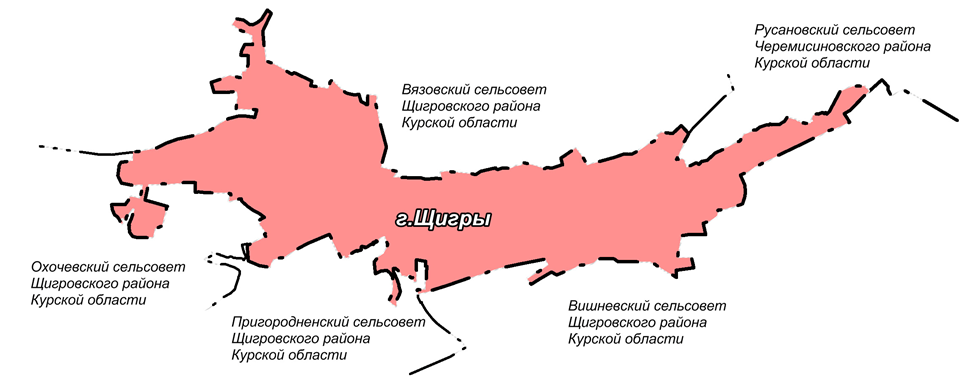 Русановский сельсовет
Черемисиновского района
Курской области
Вязовский сельсовет
Щигровского района
Курской области
г.Щигры
Охочевский сельсовет
Щигровского района
Курской области
Пригородненский сельсовет
Щигровского района
Курской области
Вишневский сельсовет
Щигровского района
Курской области